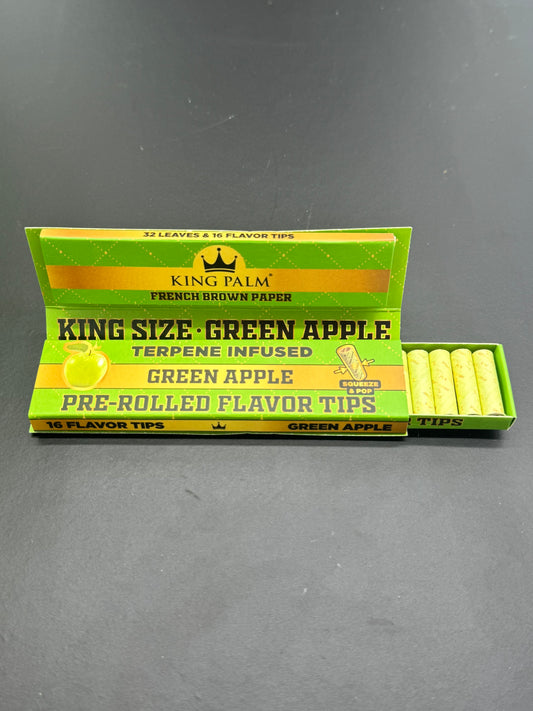 32 LEAVES & 16 FLAVOR TIPS
KING PALM®
FRENCH BROWN PAPER
KING SIZE · GREEN APPLE
TERPENE INFUSED
GREEN APPLE
SQUEEZE
& POP
PRE-ROLLED FLAVOR TIPS
16 FLAVOR TIPS GREEN APPLE
TIPS